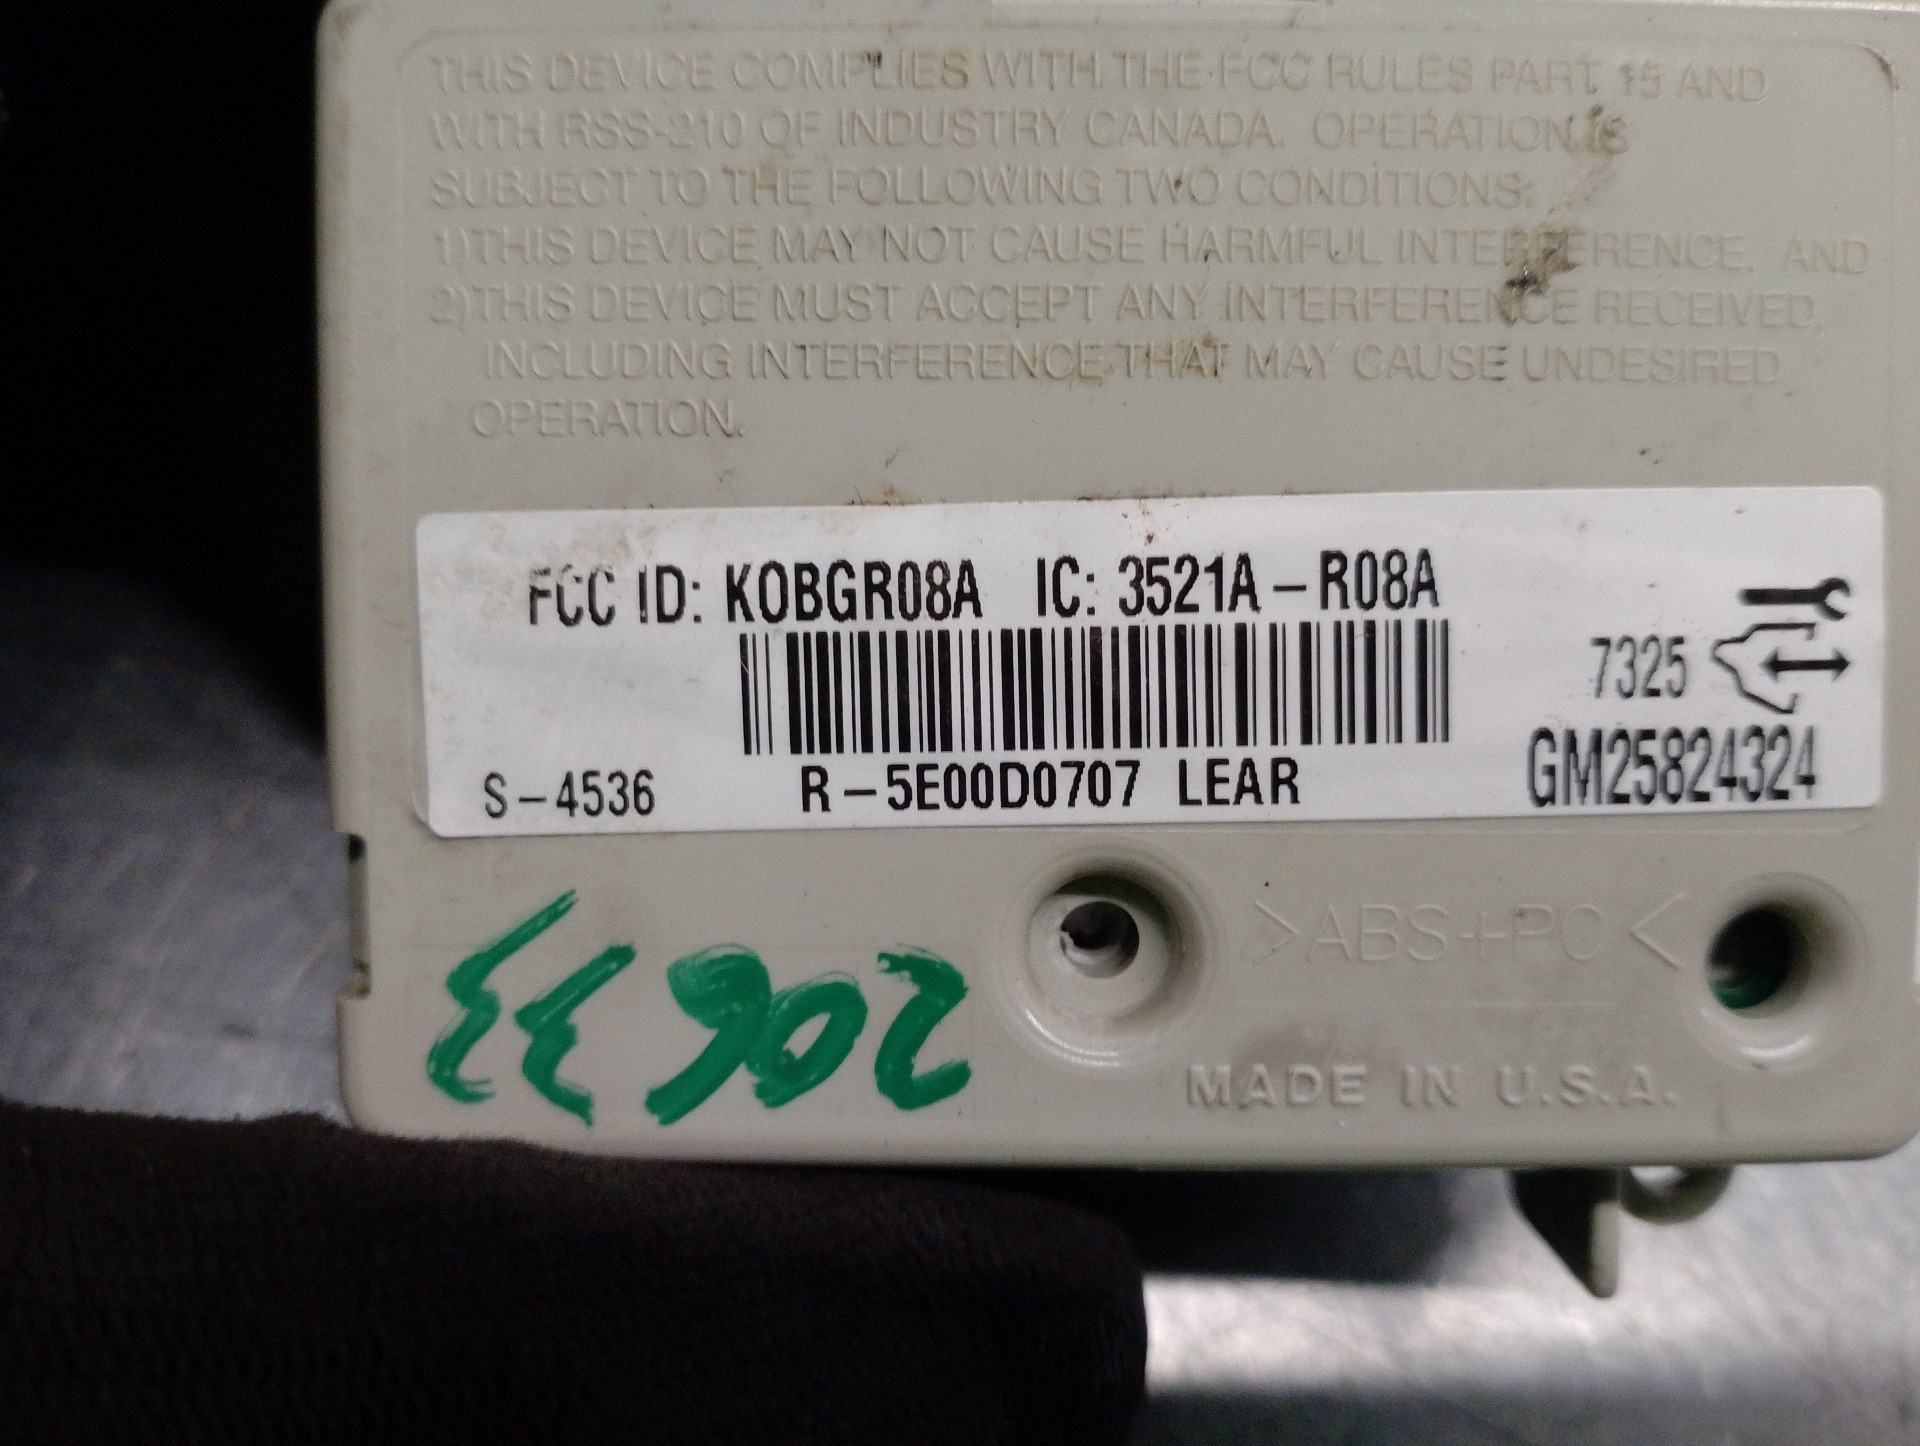 THIS DEVICE COMPLIES WITH THE FCC RULES PART 15 AND
WITH RSS-210 OF INDUSTRY CANADA. OPERATION IS
SUBJECT TO THE FOLLOWING TWO CONDITIONS:
1)THIS DEVICE MAY NOT CAUSE HARMFUL INTERFERENCE, AND
2)THIS DEVICE MUST ACCEPT ANY INTERFERENCE RECEIVED,
INCLUDING INTERFERENCE THAT MAY CAUSE UNDESIRED
OPERATION.
FCC ID: KOBGR08A IC: 3521A-R08A
7325
S-4536 R-5E00D0707 LEAR GM25824324
>ABS+PC<
20633
MADE IN U.S.A.